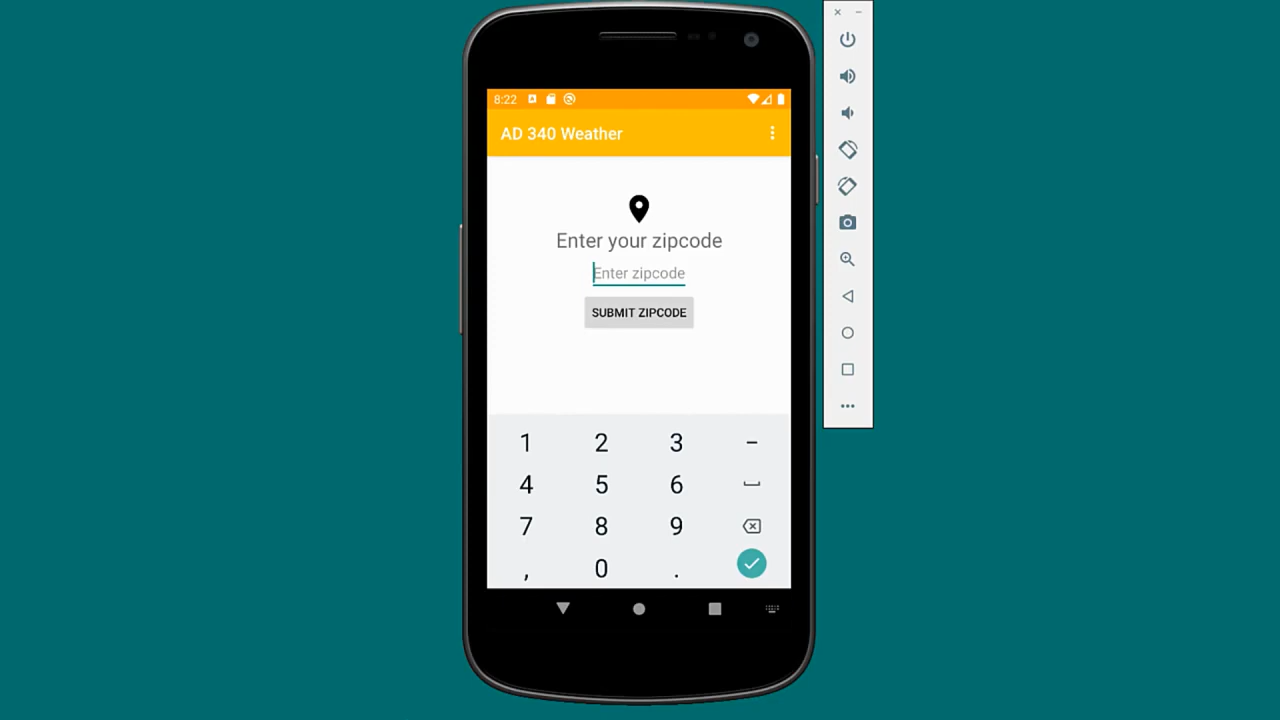 8:22
AD 340 Weather
Enter your zipcode
Enter zipcode
SUBMIT ZIPCODE
1 2 3 -
4 5 6
7 8 9
, 0 .